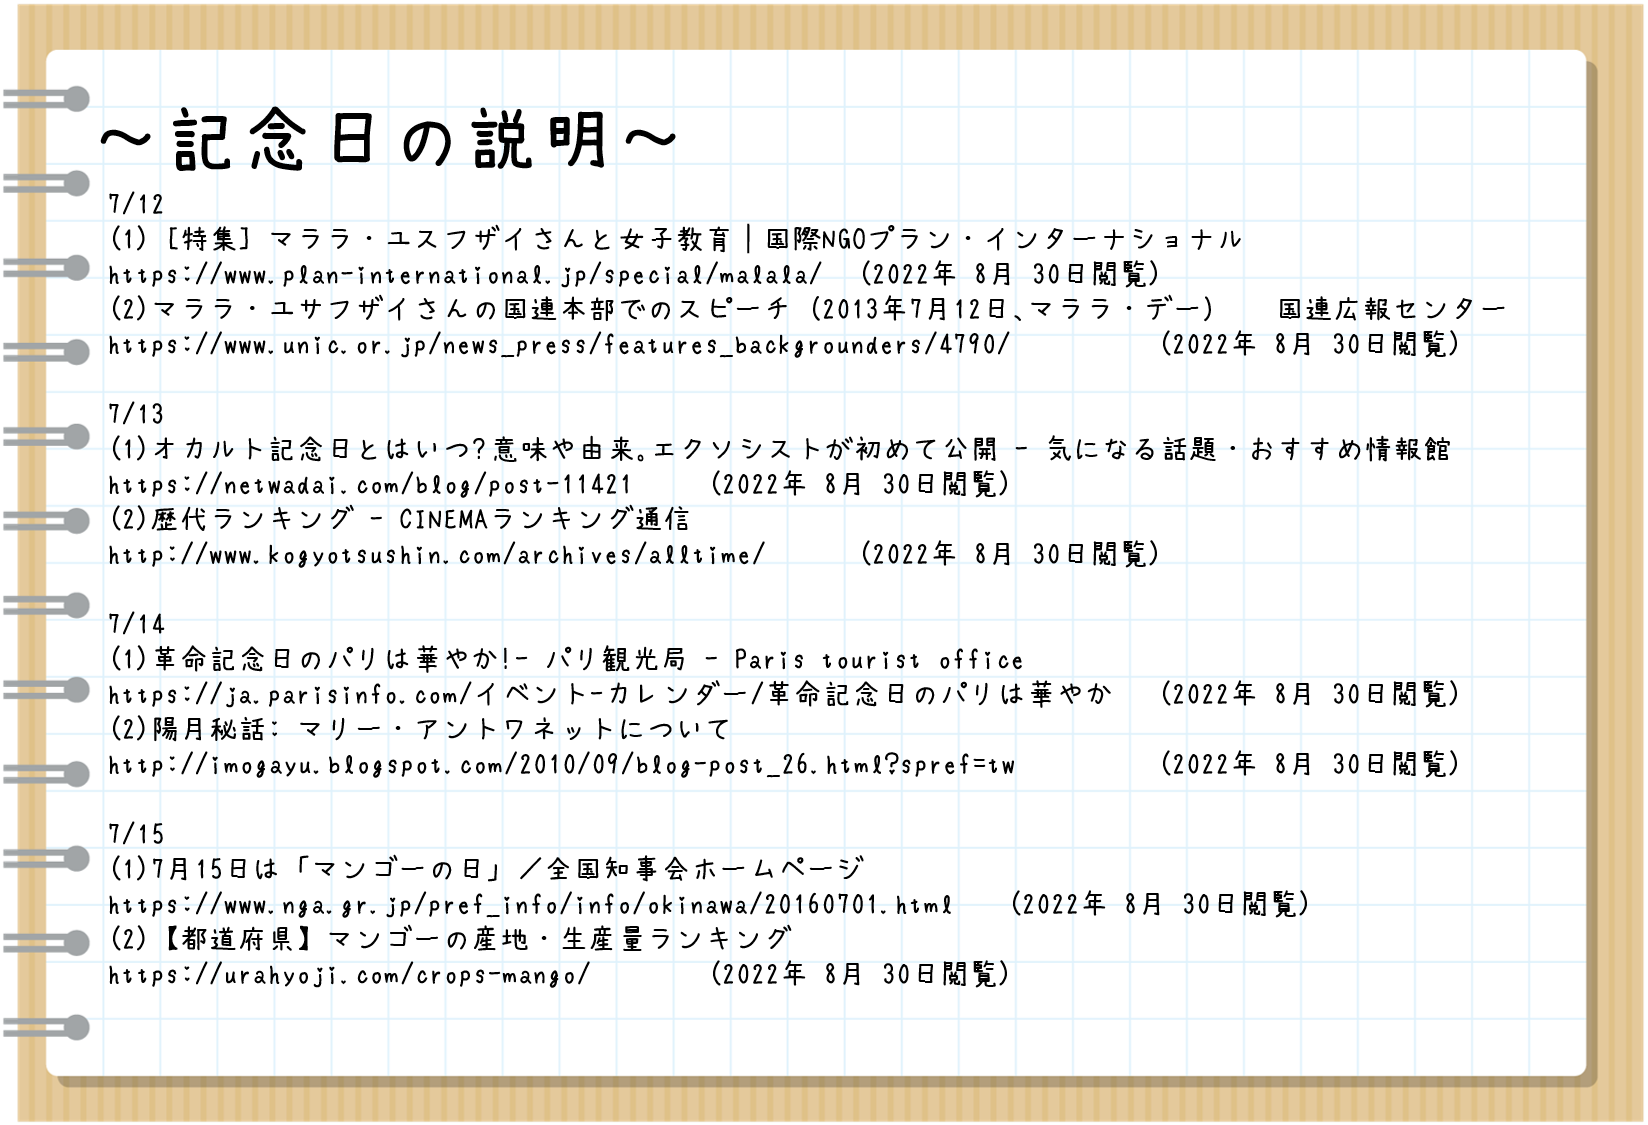 ～記念日の説明～
7/12
(1)［特集］マララ・ユスフザイさんと女子教育｜国際NGOプラン・インターナショナル
https://www.plan-international.jp/special/malala/ (2022年 8月 30日閲覧)
(2)マララ・ユサフザイさんの国連本部でのスピーチ (2013年7月12日、マララ・デー) 国連広報センター
https://www.unic.or.jp/news_press/features_backgrounders/4790/ (2022年 8月 30日閲覧)
7/13
(1)オカルト記念日とはいつ?意味や由来。エクソシストが初めて公開 - 気になる話題・おすすめ情報館
https://netwadai.com/blog/post-11421 (2022年 8月 30日閲覧)
(2)歴代ランキング - CINEMAランキング通信
http://www.kogyotsushin.com/archives/alltime/ (2022年 8月 30日閲覧)
7/14
(1)革命記念日のパリは華やか!- パリ観光局 - Paris tourist office
https://ja.parisinfo.com/イベント-カレンダー/革命記念日のパリは華やか (2022年 8月 30日閲覧)
(2)陽月秘話: マリー・アントワネットについて
http://imogayu.blogspot.com/2010/09/blog-post_26.html?spref=tw (2022年 8月 30日閲覧)
7/15
(1)7月15日は「マンゴーの日」／全国知事会ホームページ
https://www.nga.gr.jp/pref_info/info/okinawa/20160701.html (2022年 8月 30日閲覧)
(2)【都道府県】マンゴーの産地・生産量ランキング
https://urahyoji.com/crops-mango/ (2022年 8月 30日閲覧)